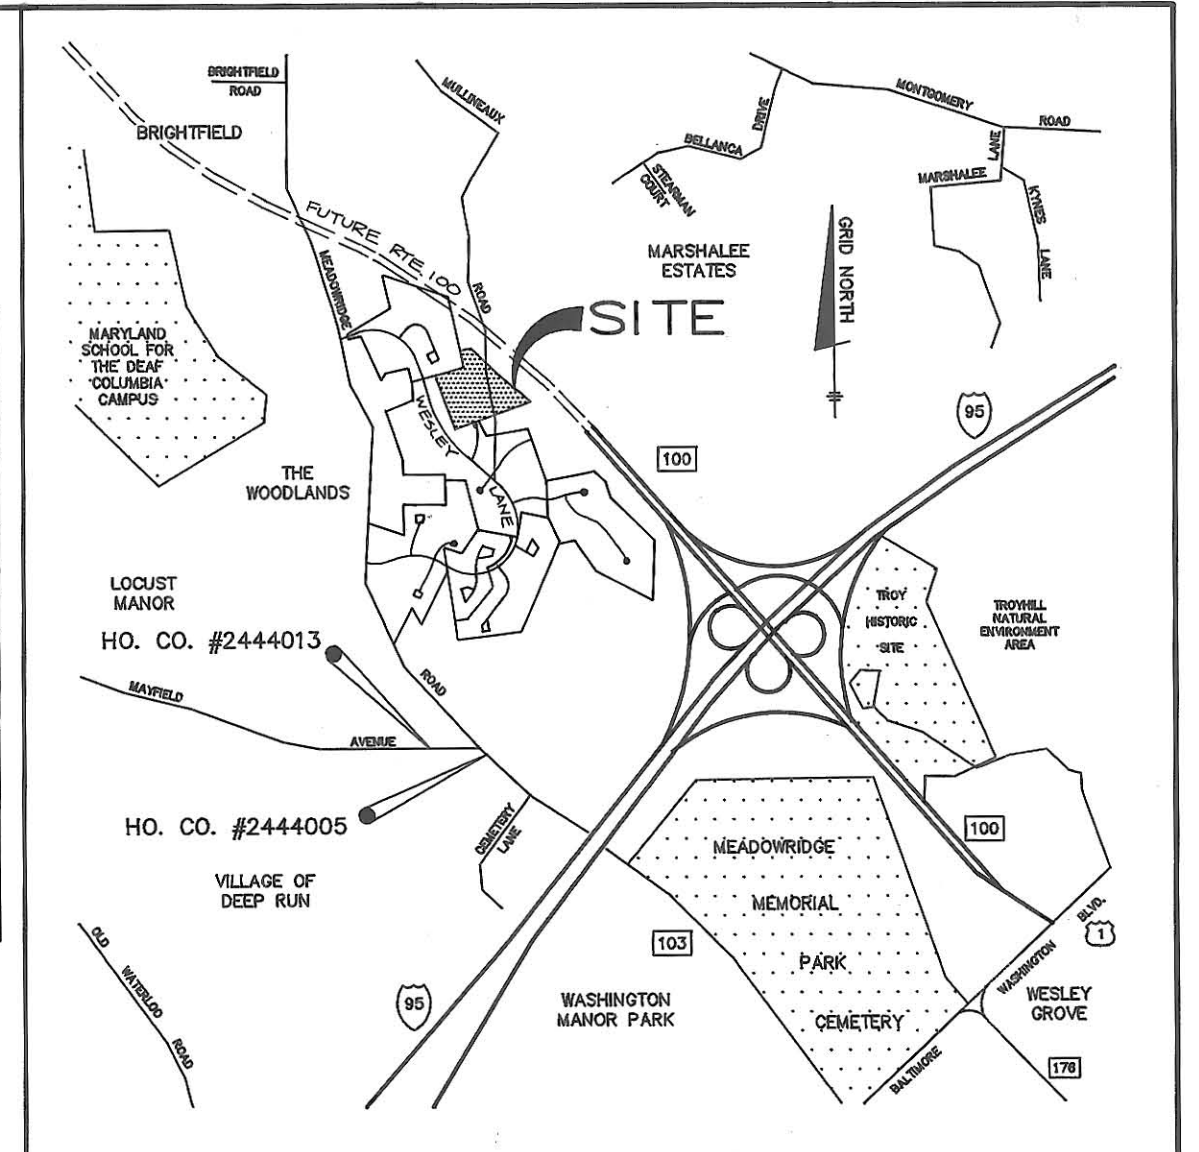 BRIGHTFIELD
ROAD
BRIGHTFIELD
MULLINEAUX
ROAD
FUTURE RTE. 100
MEADOWRIDGE
ROAD
MONTGOMERY
ROAD
BELLANCA
DRIVE
STEARMAN
COURT
MARSHALEE
LANE
KYNES
LANE
MARSHALEE
ESTATES
GRID NORTH
SITE
MARYLAND
SCHOOL FOR
THE DEAF
COLUMBIA
CAMPUS
WESLEY
LANE
95
100
THE
WOODLANDS
LOCUST
MANOR
HO. CO. #2444013
MAYFIELD
AVENUE
TROY
HISTORIC
SITE
TROYHILL
NATURAL
ENVIRONMENT
AREA
HO. CO. #2444005
CEMETERY
LANE
VILLAGE OF
DEEP RUN
MEADOWRIDGE
MEMORIAL
PARK
CEMETERY
100
103
OLD
WATERLOO
ROAD
95
WASHINGTON
MANOR PARK
BALTIMORE
WASHINGTON
BLVD.
1
WESLEY
GROVE
176